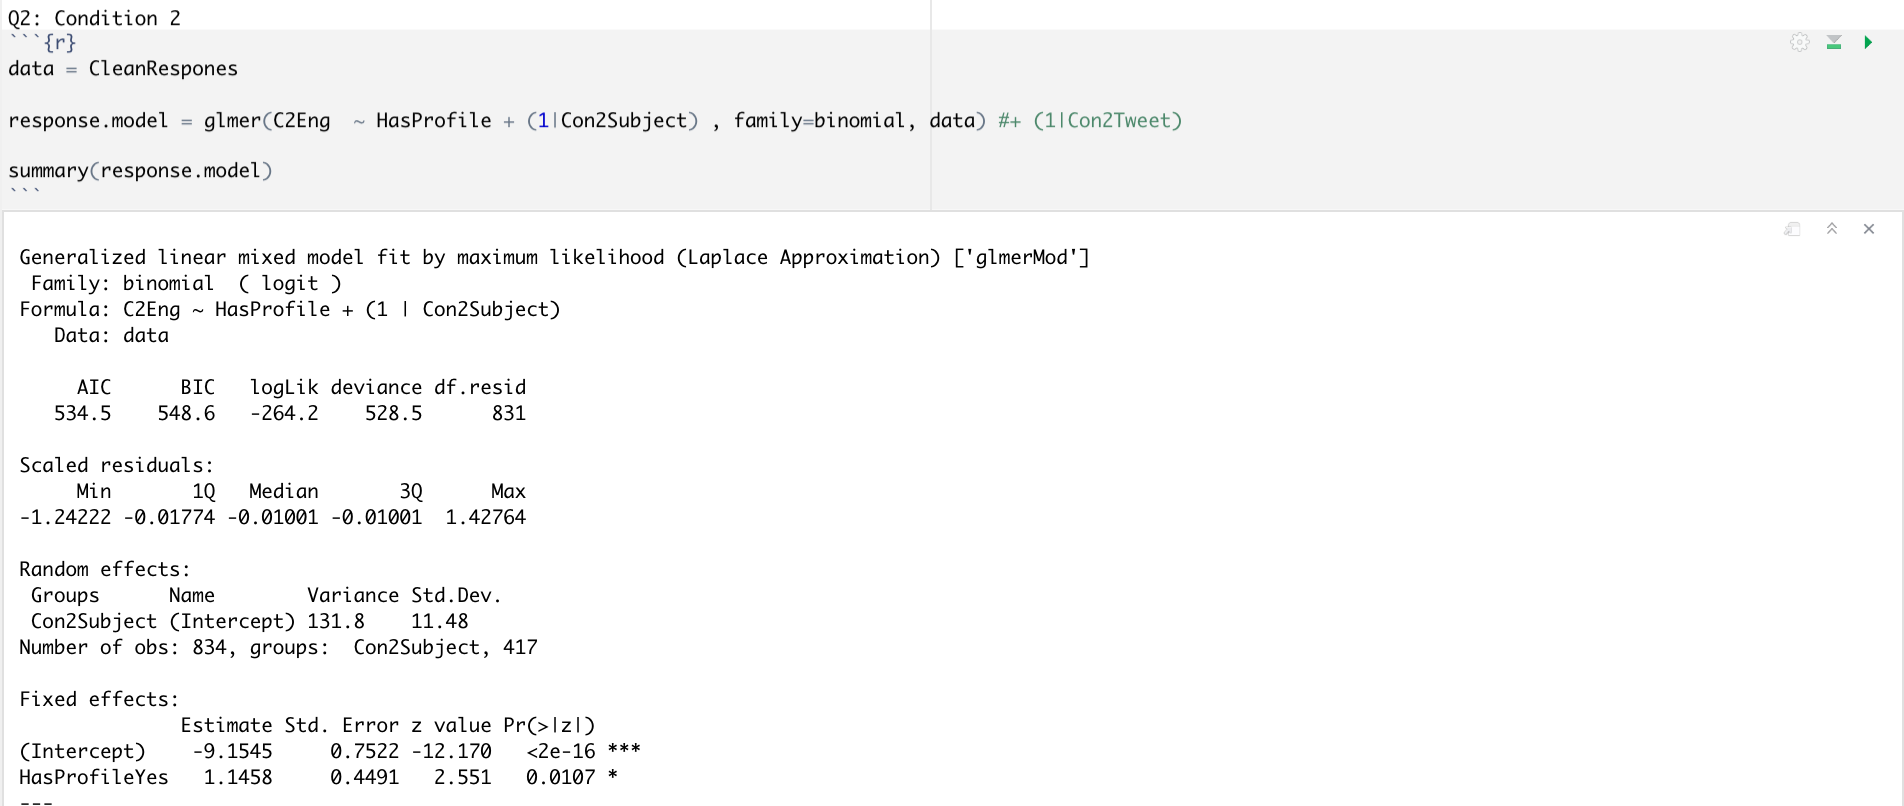 Q2: Condition 2
```{r}
data = CleanRespones
response.model = glmer(C2Eng  ~ HasProfile + (1|Con2Subject) , family=binomial, data) #+ (1|Con2Tweet)
summary(response.model)
```
Generalized linear mixed model fit by maximum likelihood (Laplace Approximation) ['glmerMod']
 Family: binomial  ( logit )
Formula: C2Eng ~ HasProfile + (1 | Con2Subject)
   Data: data
     AIC      BIC   logLik deviance df.resid
   534.5    548.6   -264.2    528.5      831
Scaled residuals:
     Min       1Q   Median       3Q      Max
-1.24222 -0.01774 -0.01001 -0.01001  1.42764
Random effects:
 Groups      Name        Variance Std.Dev.
 Con2Subject (Intercept) 131.8    11.48
Number of obs: 834, groups:  Con2Subject, 417
Fixed effects:
              Estimate Std. Error z value Pr(>|z|)
(Intercept)    -9.1545     0.7522 -12.170   <2e-16 ***
HasProfileYes   1.1458     0.4491   2.551   0.0107 *
---